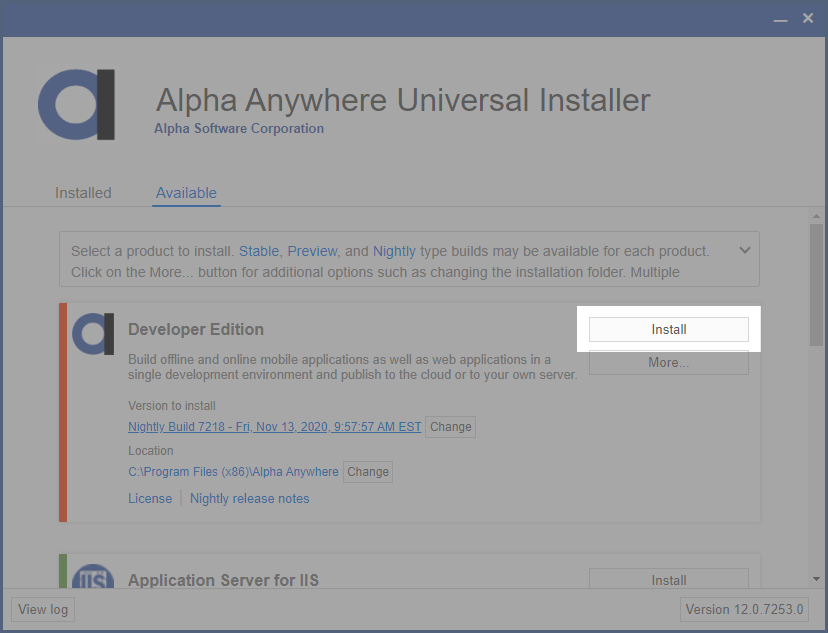 Alpha Anywhere Universal Installer
Alpha Software Corporation
Installed
Available
Select a product to install. Stable, Preview, and Nightly type builds may be available for each product.
Click on the More... button for additional options such as changing the installation folder. Multiple
Developer Edition
Install
Build offline and online mobile applications as well as web applications in a
single development environment and publish to the cloud or to your own server.
More...
Version to install
Nightly Build 7218 - Fri, Nov 13, 2020, 9:57:57 AM EST Change
Location
C:\Program Files (x86)\Alpha Anywhere Change
License Nightly release notes
IIS
Application Server for IIS
Install
View log
Version 12.0.7253.0